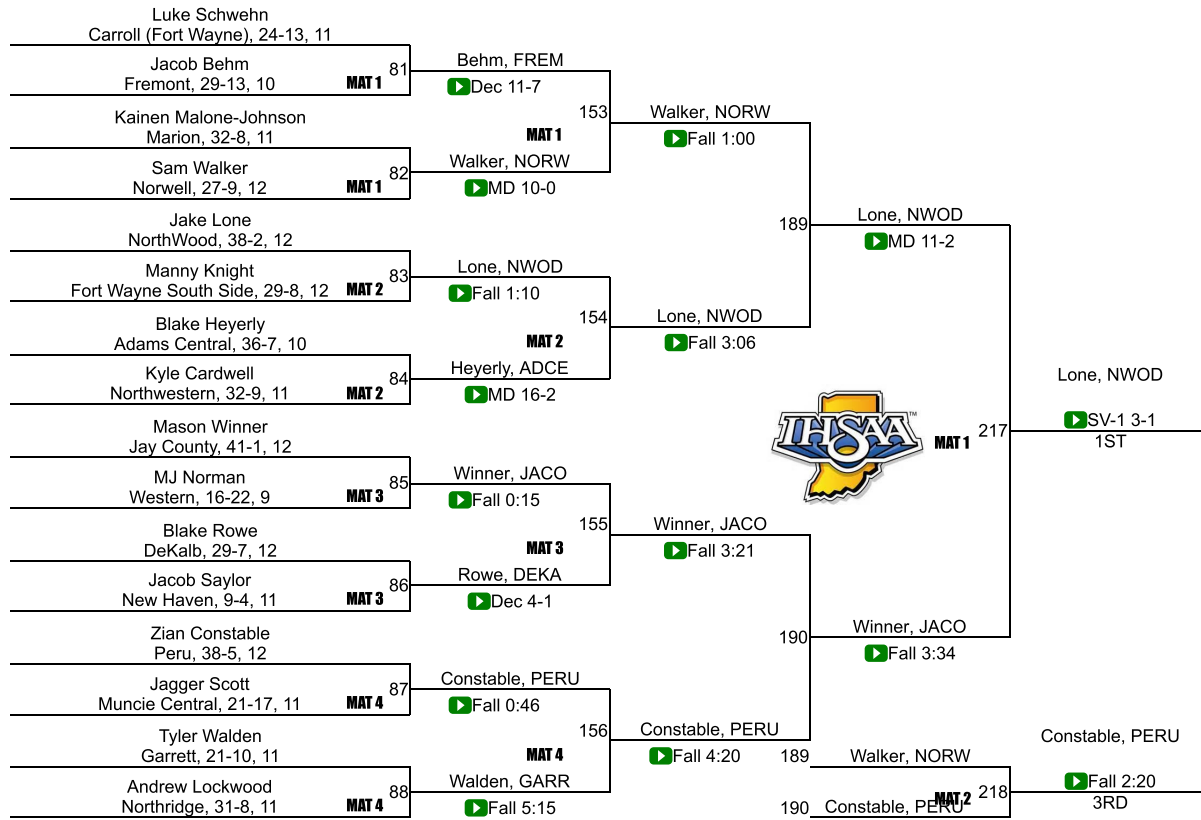 Luke Schwehn
Carroll (Fort Wayne), 24-13, 11
Jacob Behm
Fremont, 29-13, 10
MAT 1
81
Kainen Malone-Johnson
Marion, 32-8, 11
Sam Walker
Norwell, 27-9, 12
MAT 1
82
Jake Lone
NorthWood, 38-2, 12
Manny Knight
Fort Wayne South Side, 29-8, 12
MAT 2
83
Blake Heyerly
Adams Central, 36-7, 10
Kyle Cardwell
Northwestern, 32-9, 11
MAT 2
84
Mason Winner
Jay County, 41-1, 12
MJ Norman
Western, 16-22, 9
MAT 3
85
Blake Rowe
DeKalb, 29-7, 12
Jacob Saylor
New Haven, 9-4, 11
MAT 3
86
Zian Constable
Peru, 38-5, 12
Jagger Scott
Muncie Central, 21-17, 11
MAT 4
87
Tyler Walden
Garrett, 21-10, 11
Andrew Lockwood
Northridge, 31-8, 11
MAT 4
88
Behm, FREM
Dec 11-7
153
MAT 1
Walker, NORW
MD 10-0
Lone, NWOD
Fall 1:10
154
MAT 2
Heyerly, ADCE
MD 16-2
Winner, JACO
Fall 0:15
155
MAT 3
Rowe, DEKA
Dec 4-1
Constable, PERU
Fall 0:46
156
MAT 4
Walden, GARR
Fall 5:15
Walker, NORW
Fall 1:00
189
Lone, NWOD
Fall 3:06
Winner, JACO
Fall 3:21
190
Constable, PERU
Fall 4:20
Lone, NWOD
MD 11-2
IHSAA™
MAT 1
217
Winner, JACO
Fall 3:34
Lone, NWOD
SV-1 3-1
1ST
189
Walker, NORW
MAT 2
218
190
Constable, PERU
Constable, PERU
Fall 2:20
3RD